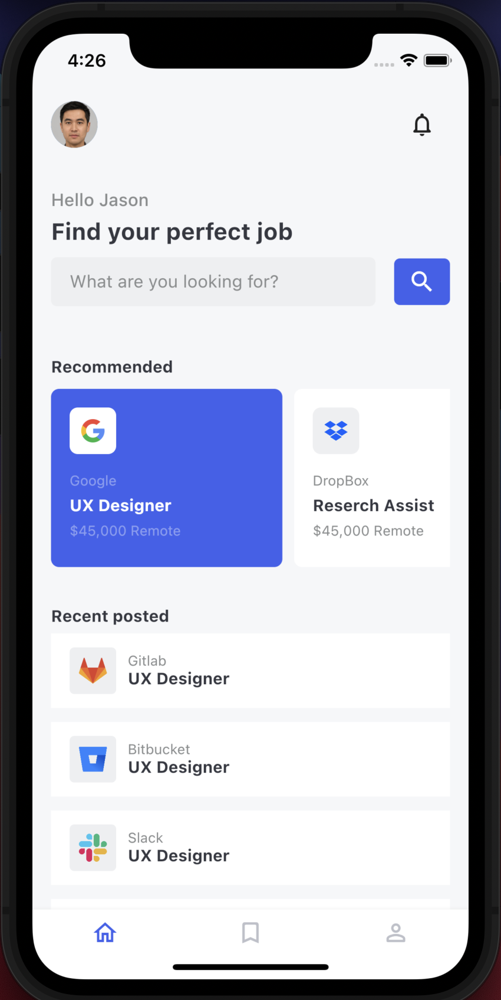 4:26
Hello Jason
Find your perfect job
What are you looking for?
Recommended
Google
UX Designer
$45,000 Remote
DropBox
Reserch Assist
$45,000 Remote
Recent posted
Gitlab
UX Designer
Bitbucket
UX Designer
Slack
UX Designer